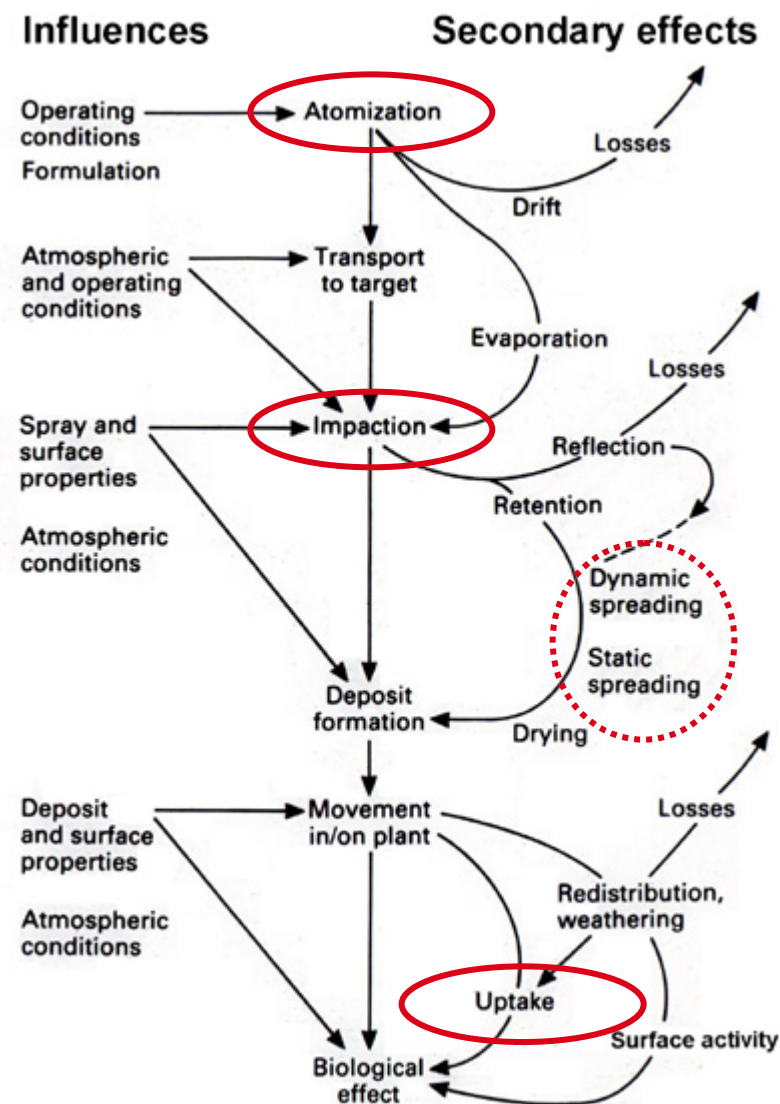 Influences
Secondary effects
Operating
conditions
Formulation
Atomization
Losses
Drift
Atmospheric
and operating
conditions
Transport
to target
Evaporation
Losses
Spray and
surface
properties
Impaction
Reflection
Retention
Atmospheric
conditions
Dynamic
spreading
Static
spreading
Deposit
formation
Drying
Deposit
and surface
properties
Movement
in/on plant
Losses
Redistribution,
weathering
Atmospheric
conditions
Uptake
Surface activity
Biological
effect